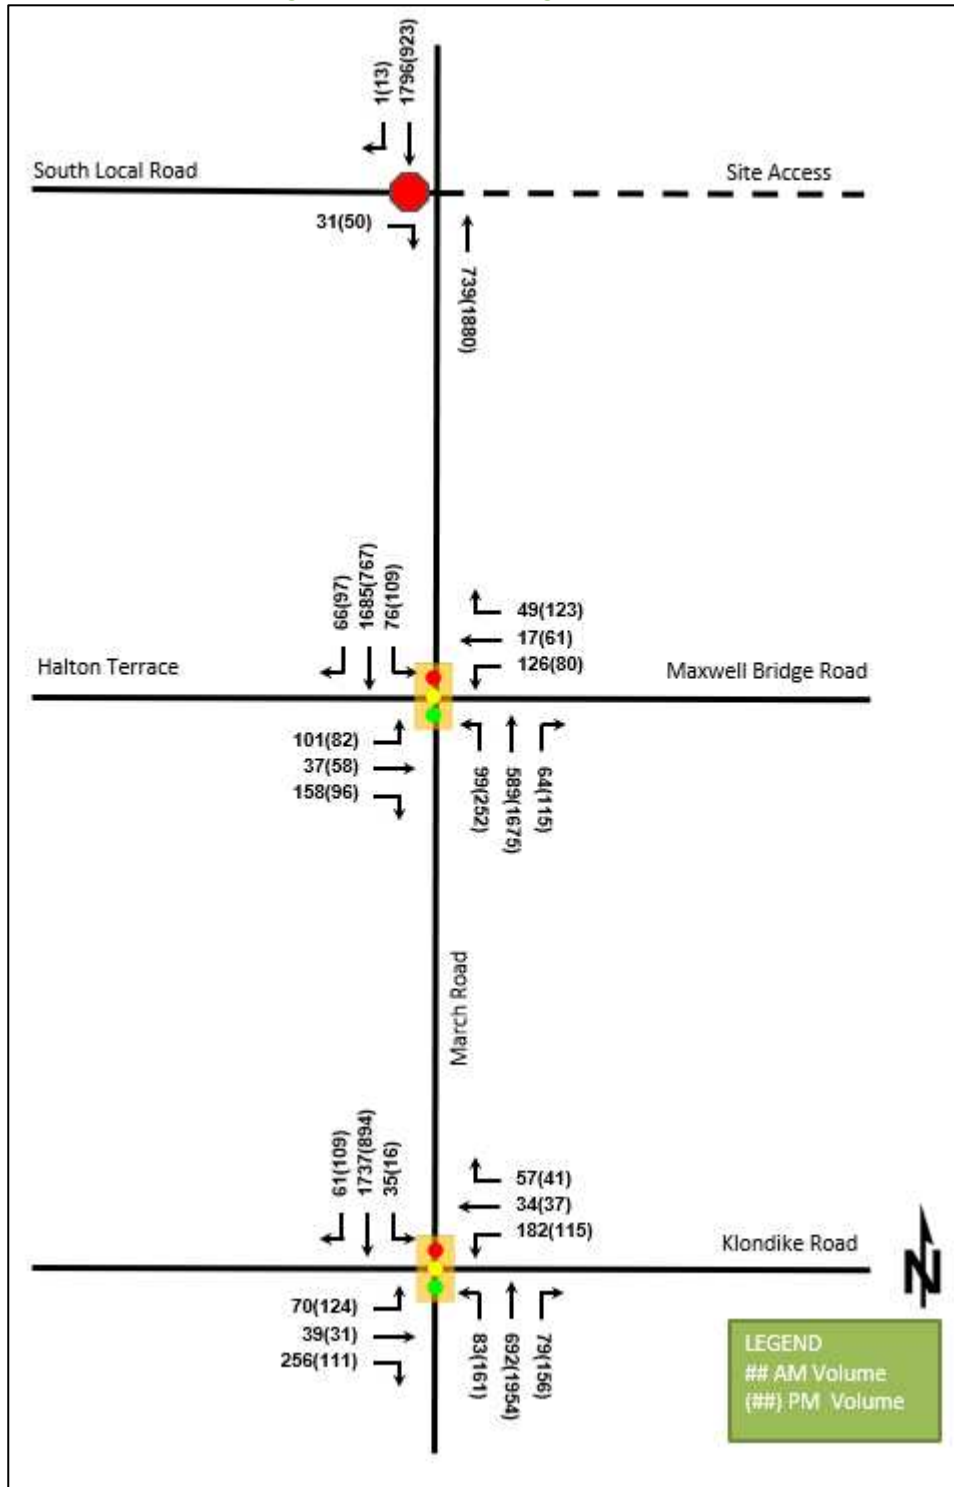 1(13)
1796(923)
South Local Road
Site Access
31(50)
739(1880)
66(97)
1685(767)
76(109)
49(123)
17(61)
126(80)
Halton Terrace
Maxwell Bridge Road
101(82)
37(58)
158(96)
99(252)
589(1675)
64(115)
March Road
61(109)
1737(894)
35(16)
57(41)
34(37)
182(115)
Klondike Road
N
70(124)
39(31)
256(111)
83(161)
692(1954)
79(156)
LEGEND
## AM Volume
(##) PM Volume